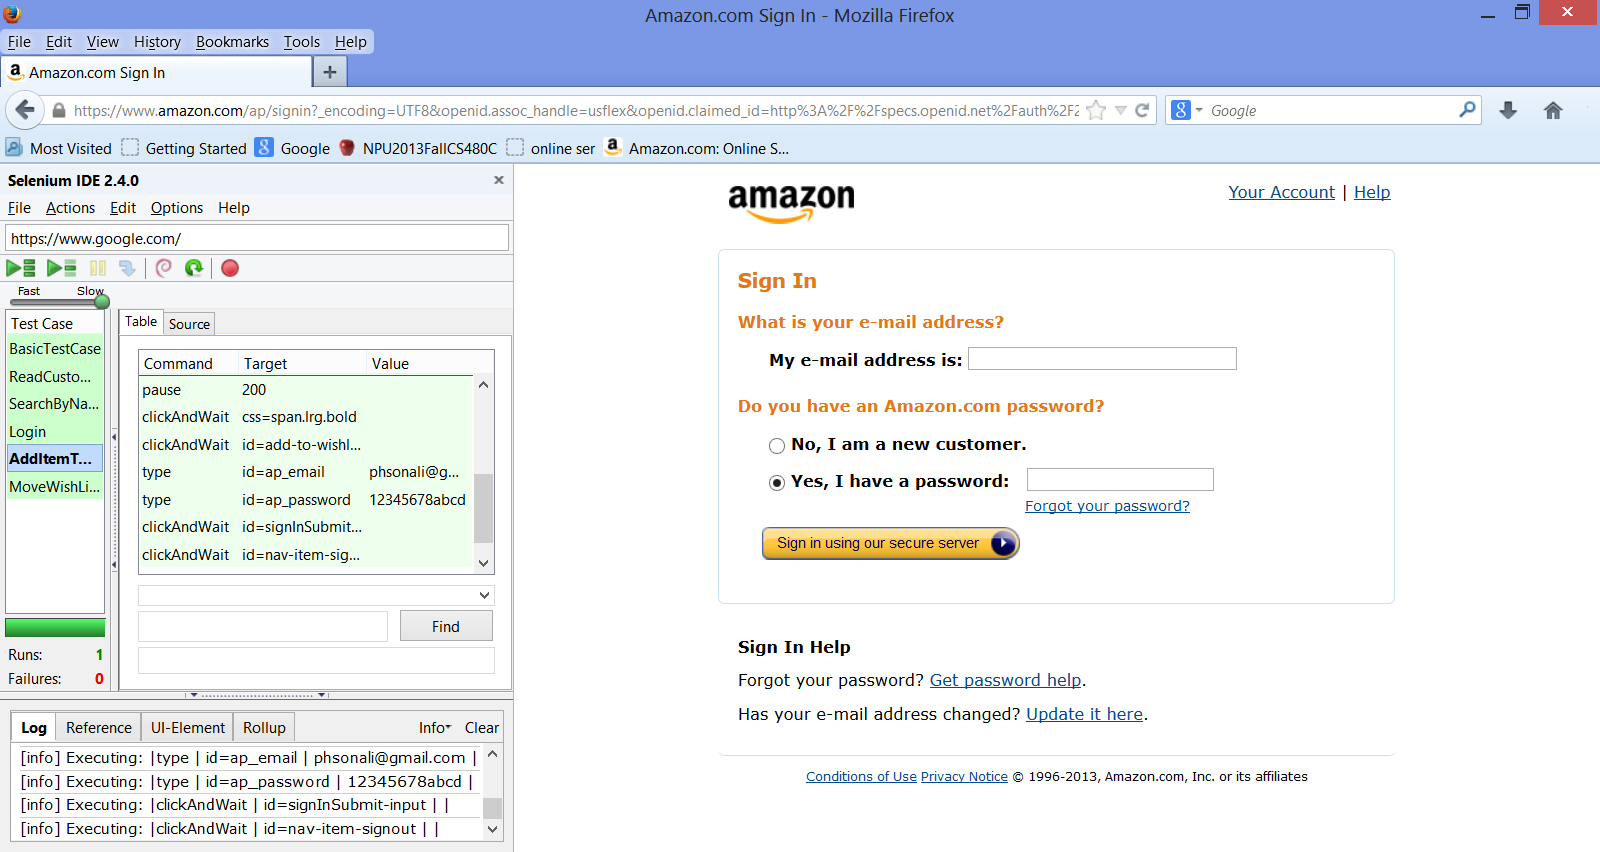 Amazon.com Sign In - Mozilla Firefox
File Edit View History Bookmarks Tools Help
Amazon.com Sign In
https://www.amazon.com/ap/signin?_encoding=UTF8&openid.assoc_handle=usflex&openid.claimed_id=http%3A%2F%2Fspecs.openid.net%2Fauth%2F2
Google
Most Visited Getting Started Google NPU2013FallCS480C online ser Amazon.com: Online S...
Selenium IDE 2.4.0
File Actions Edit Options Help
https://www.google.com/
Fast Slow
Test Case
BasicTestCase
ReadCusto...
SearchByNa...
Login
AddItemT...
MoveWishLi...
Runs: 1
Failures: 0
Table Source
Command Target Value
pause 200
clickAndWait css=span.lrg.bold
clickAndWait id=add-to-wishl...
type id=ap_email phsonali@g...
type id=ap_password 12345678abcd
clickAndWait id=signInSubmit...
clickAndWait id=nav-item-sig...
Find
Log Reference UI-Element Rollup Info Clear
[info] Executing: |type | id=ap_email | phsonali@gmail.com |
[info] Executing: |type | id=ap_password | 12345678abcd |
[info] Executing: |clickAndWait | id=signInSubmit-input | |
[info] Executing: |clickAndWait | id=nav-item-signout | |
amazon
Your Account | Help
Sign In
What is your e-mail address?
My e-mail address is:
Do you have an Amazon.com password?
No, I am a new customer.
Yes, I have a password:
Forgot your password?
Sign in using our secure server
Sign In Help
Forgot your password? Get password help.
Has your e-mail address changed? Update it here.
Conditions of Use Privacy Notice © 1996-2013, Amazon.com, Inc. or its affiliates